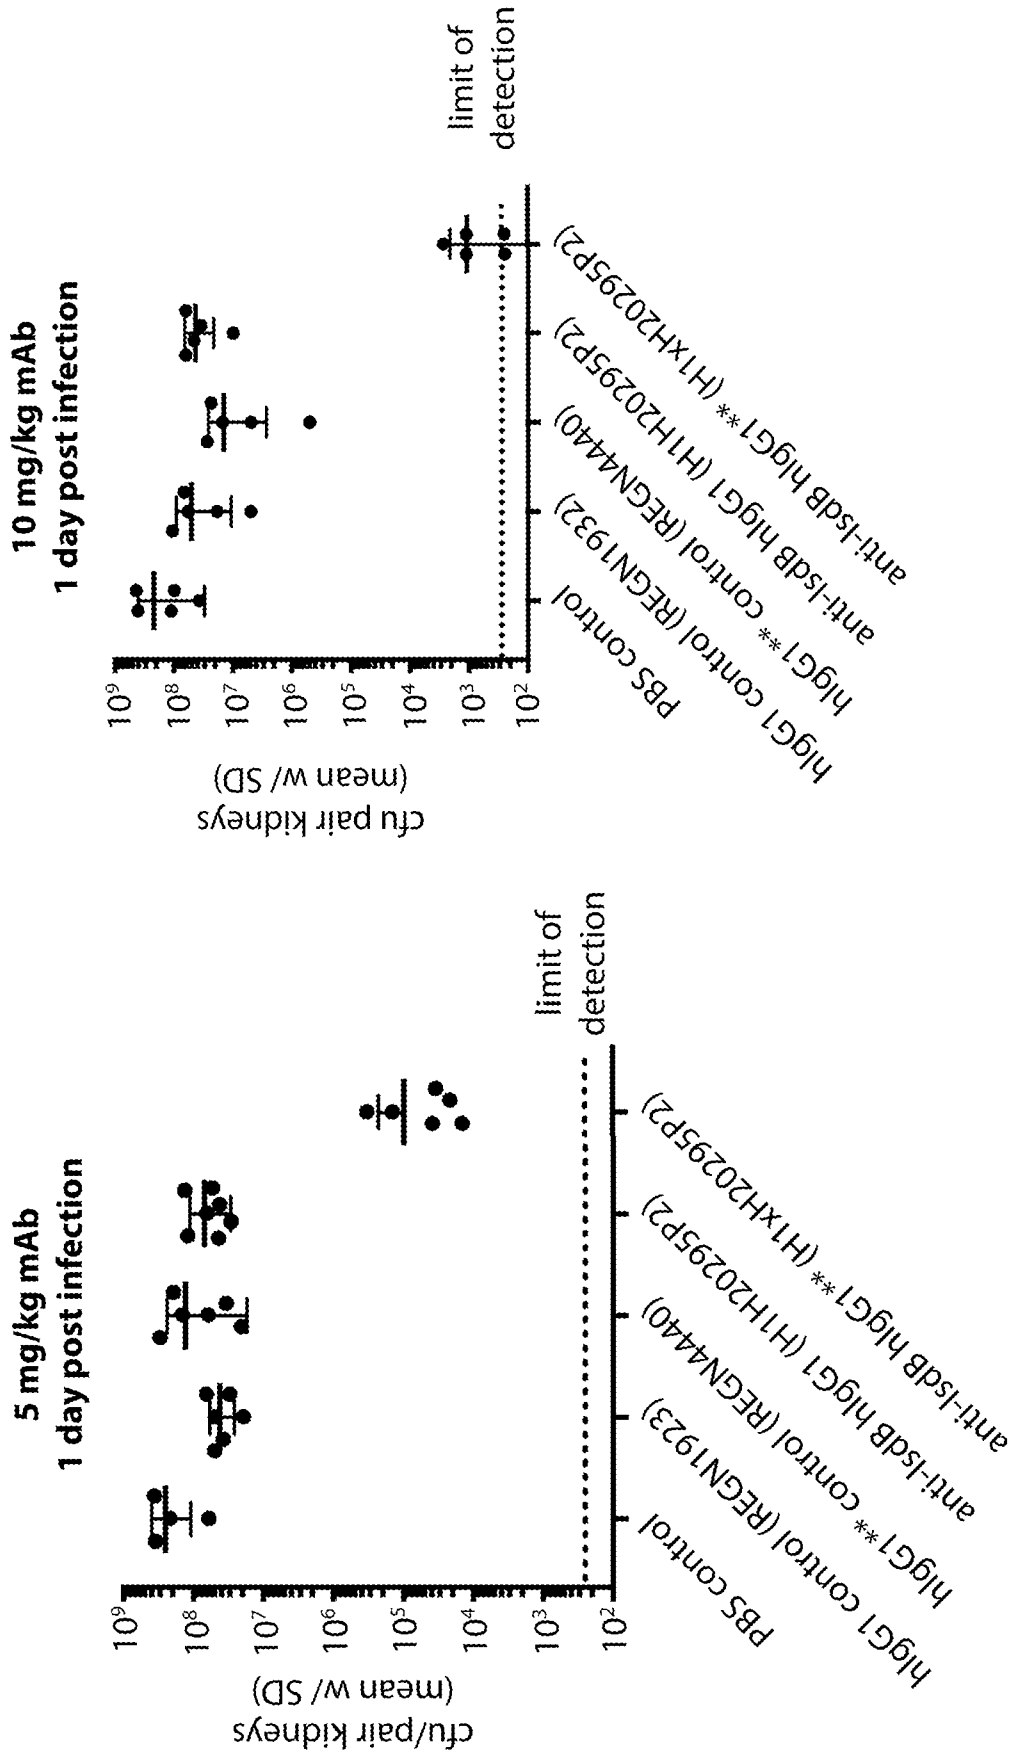 5 mg/kg mAb
1 day post infection
cfu/pair kidneys
(mean w/ SD)
10⁹
10⁸
10⁷
10⁶
10⁵
10⁴
10³
10²
limit of
detection
PBS control
hIgG1 control (REGN1923)
hIgG1** control (REGN4440)
anti-IsdB hIgG1 (H1H20295P2)
anti-IsdB hIgG1** (H1xH20295P2)
10 mg/kg mAb
1 day post infection
cfu pair kidneys
(mean w/ SD)
10⁹
10⁸
10⁷
10⁶
10⁵
10⁴
10³
10²
limit of
detection
PBS control
hIgG1 control (REGN1932)
hIgG1** control (REGN4440)
anti-IsdB hIgG1 (H1H20295P2)
anti-IsdB hIgG1** (H1xH20295P2)